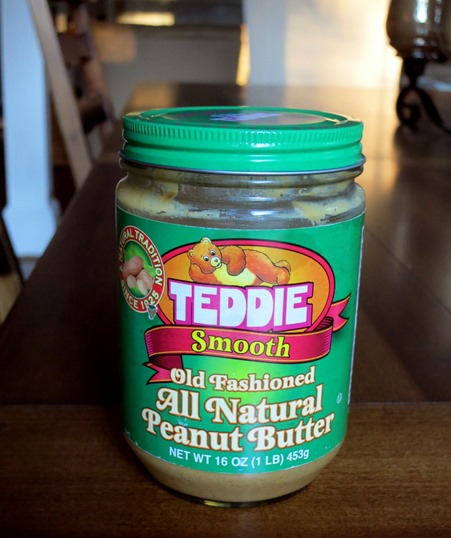 NATURAL TRADITION
SINCE 1925
TEDDIE
Smooth
Old Fashioned
All Natural
Peanut Butter
NET WT 16 OZ (1 LB) 453g